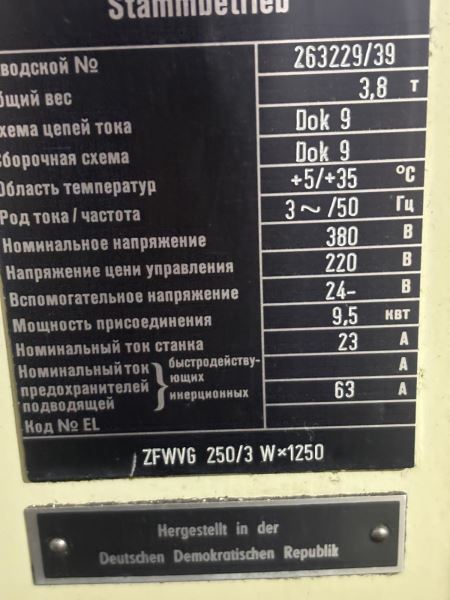 Stammbetrieb
водской № 263229/39
бщий вес 3,8 т
хема цепей тока Dok 9
борочная схема Dok 9
Область температур +5/+35 °C
Род тока / частота 3 ~ /50 Гц
Номинальное напряжение 380 В
Напряжение цени управления 220 В
Вспомогательное напряжение 24- В
Мощность присоединения 9,5 квт
Номинальный ток станка 23 А
Номинальный ток быстродейству-
ющих А
предохранителей
инерционных 63 А
подводящей
Код № EL
ZFWVG 250/3 W×1250
Hergestellt in der
Deutschen Demokratischen Republik